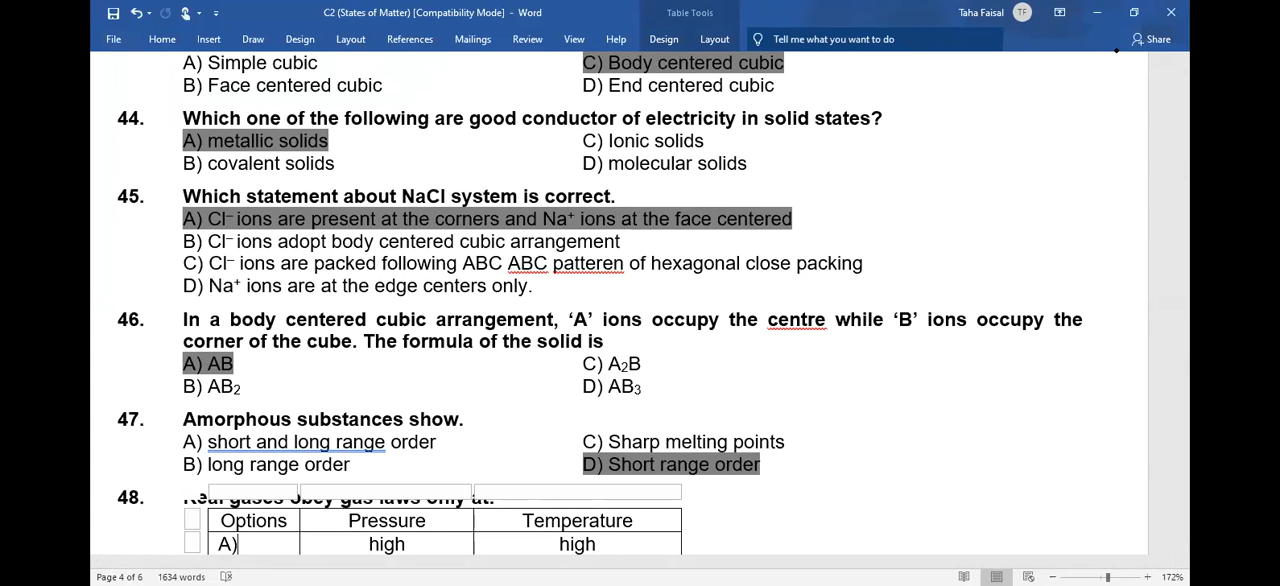 C2 (States of Matter) [Compatibility Mode] - Word
Table Tools
Taha Faisal TF
File Home Insert Draw Design Layout References Mailings Review View Help Design Layout Tell me what you want to do Share
A) Simple cubic C) Body centered cubic
B) Face centered cubic D) End centered cubic
44. Which one of the following are good conductor of electricity in solid states?
A) metallic solids C) Ionic solids
B) covalent solids D) molecular solids
45. Which statement about NaCl system is correct.
A) Cl⁻ ions are present at the corners and Na⁺ ions at the face centered
B) Cl⁻ ions adopt body centered cubic arrangement
C) Cl⁻ ions are packed following ABC ABC patteren of hexagonal close packing
D) Na⁺ ions are at the edge centers only.
46. In a body centered cubic arrangement, ‘A’ ions occupy the centre while ‘B’ ions occupy the
corner of the cube. The formula of the solid is
A) AB C) A₂B
B) AB₂ D) AB₃
47. Amorphous substances show.
A) short and long range order C) Sharp melting points
B) long range order D) Short range order
48. Real gases obey gas laws only at:
Options Pressure Temperature
A) high high
Page 4 of 6 1634 words 172%